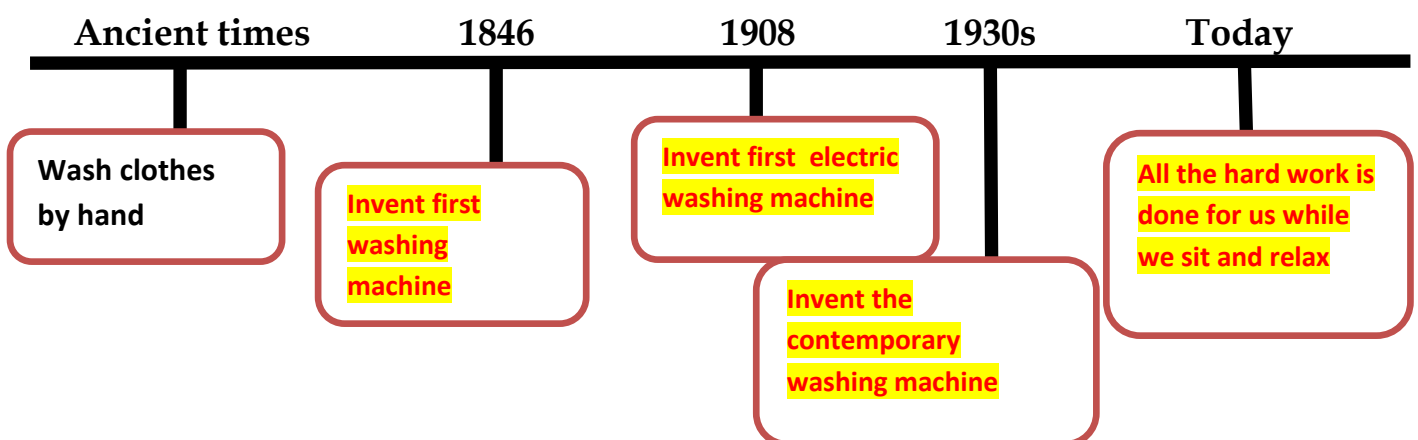 Ancient times 1846 1908 1930s Today
Wash clothes
by hand
Invent first
washing
machine
Invent first electric
washing machine
Invent the
contemporary
washing machine
All the hard work is
done for us while
we sit and relax